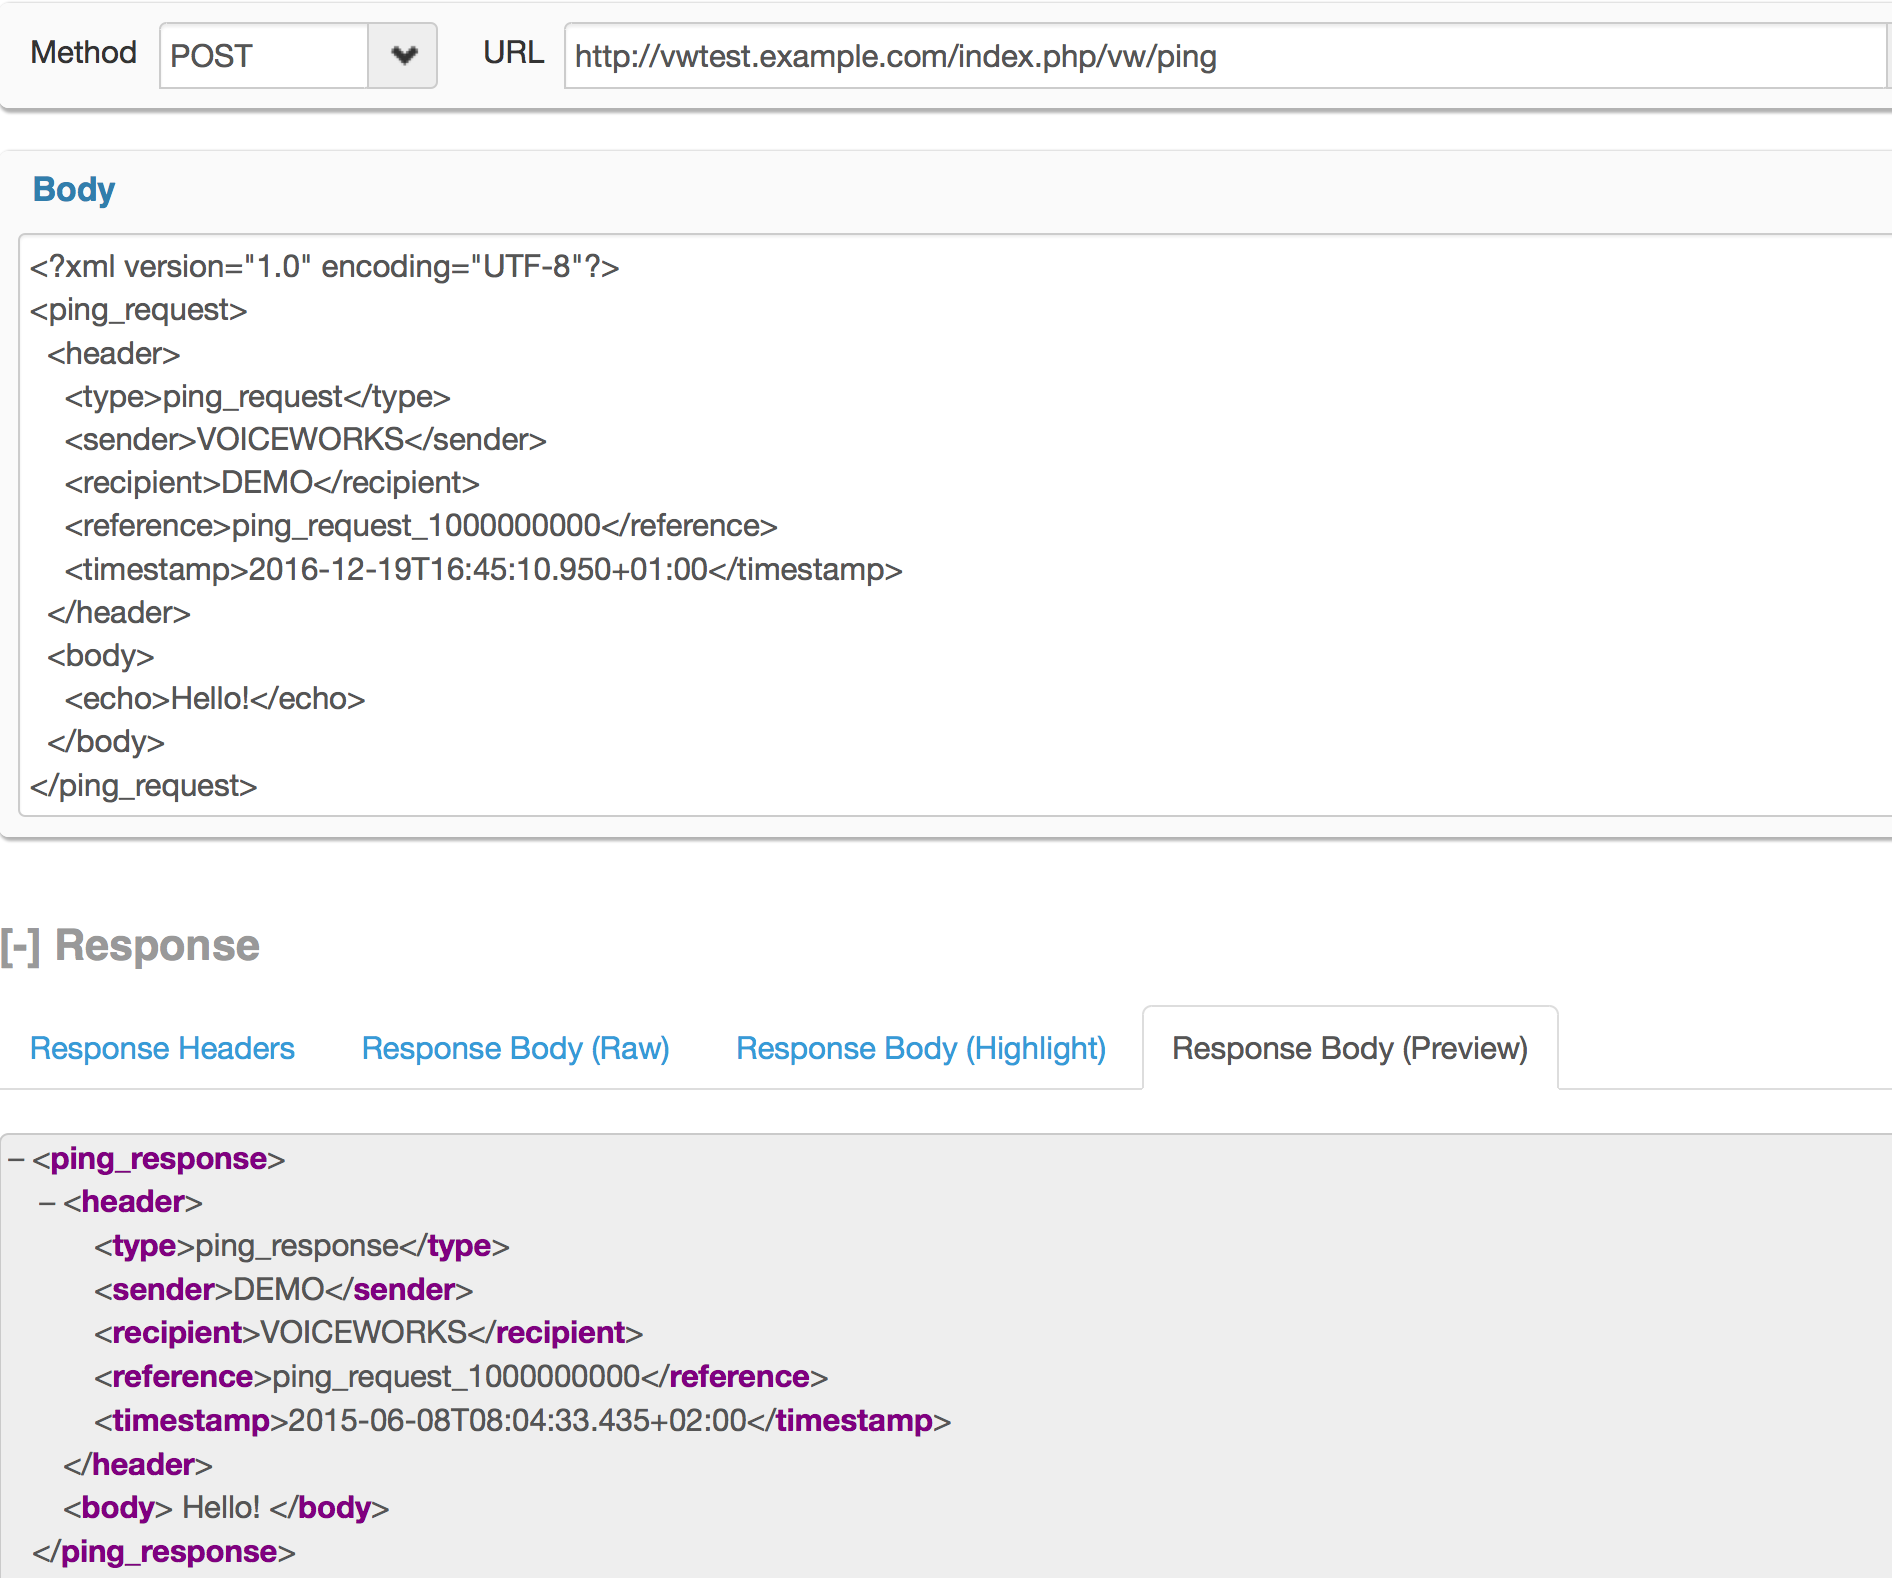 Method POST URL http://vwtest.example.com/index.php/vw/ping
Body
<?xml version="1.0" encoding="UTF-8"?>
<ping_request>
<header>
<type>ping_request</type>
<sender>VOICEWORKS</sender>
<recipient>DEMO</recipient>
<reference>ping_request_1000000000</reference>
<timestamp>2016-12-19T16:45:10.950+01:00</timestamp>
</header>
<body>
<echo>Hello!</echo>
</body>
</ping_request>
[-] Response
Response Headers Response Body (Raw) Response Body (Highlight) Response Body (Preview)
– <ping_response>
– <header>
<type>ping_response</type>
<sender>DEMO</sender>
<recipient>VOICEWORKS</recipient>
<reference>ping_request_1000000000</reference>
<timestamp>2015-06-08T08:04:33.435+02:00</timestamp>
</header>
<body> Hello! </body>
</ping_response>